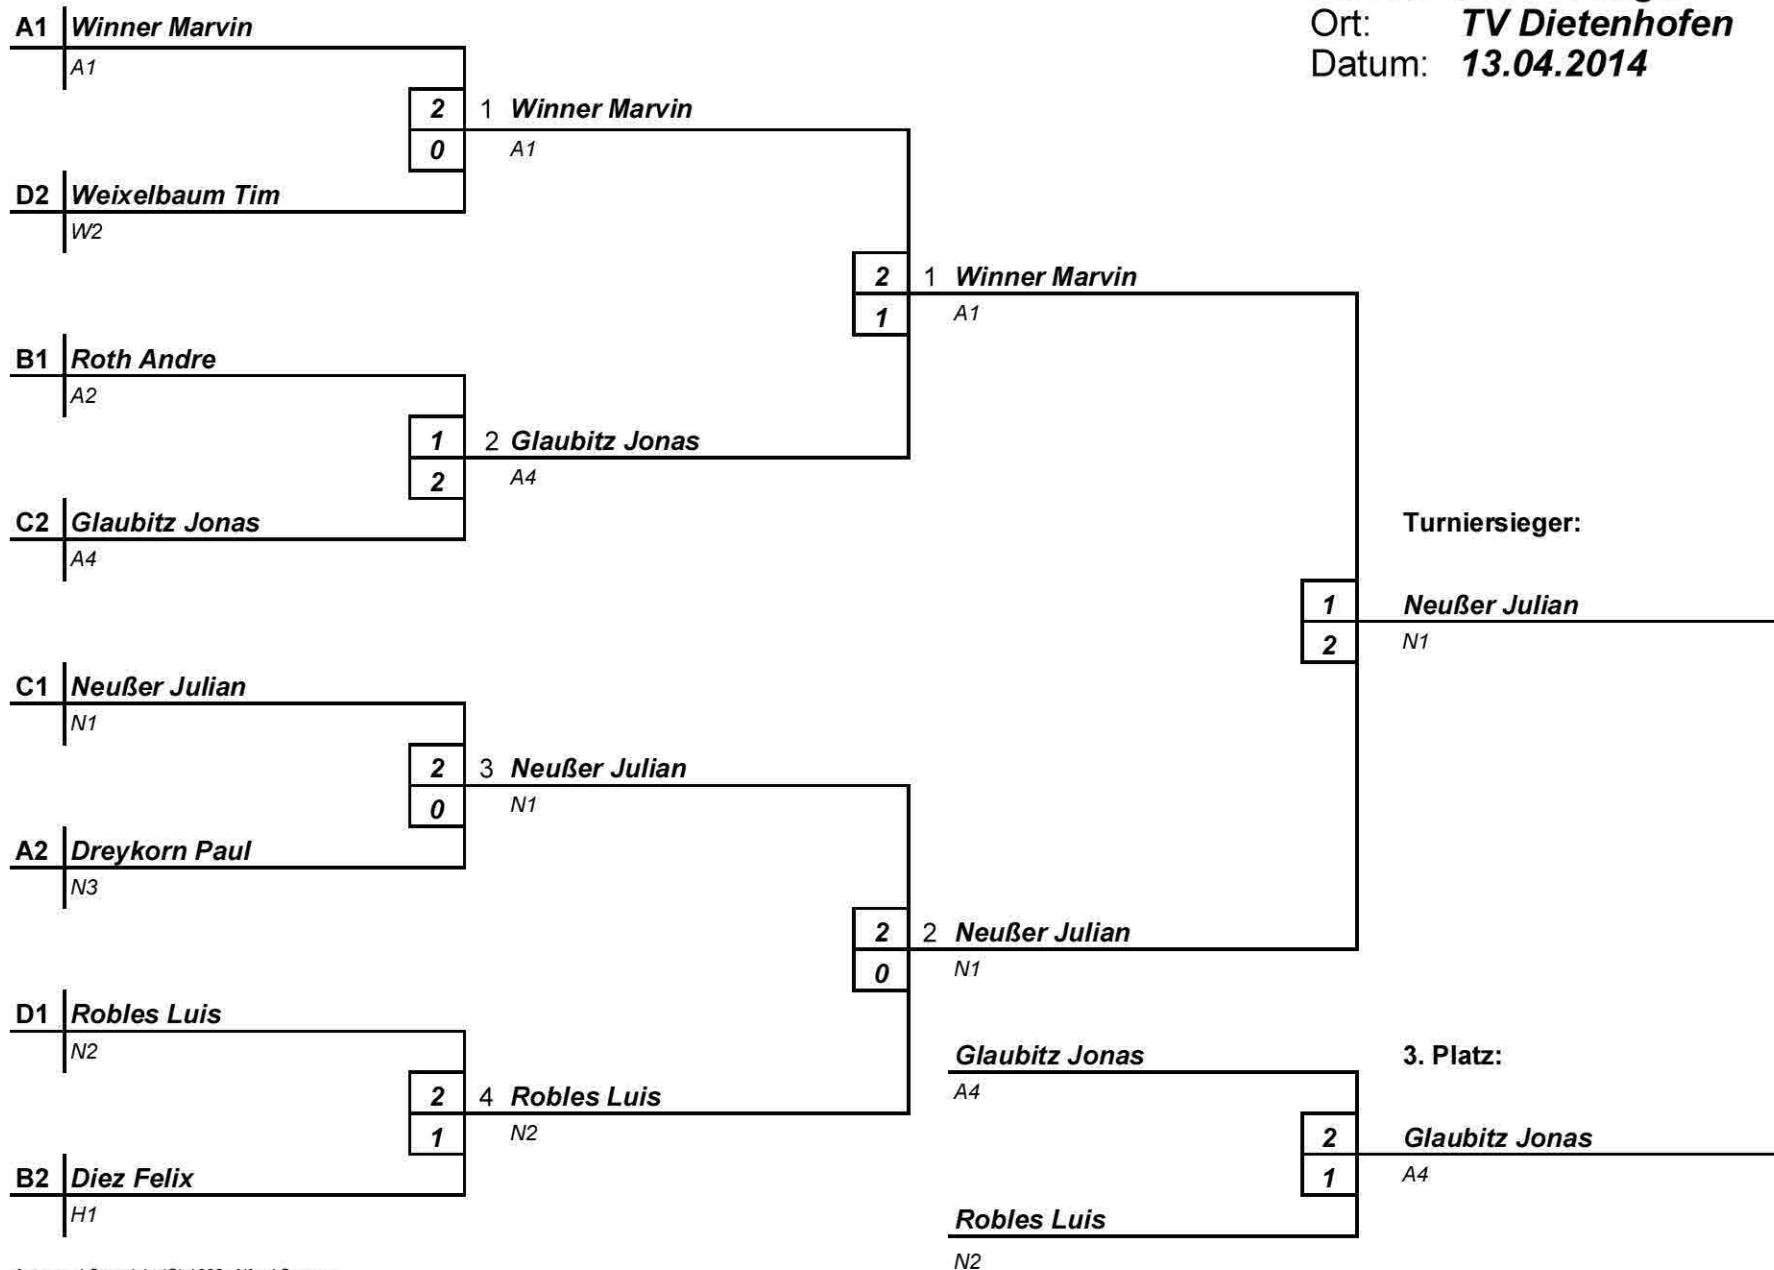 Ort: TV Dietenhofen
Datum: 13.04.2014
A1 Winner Marvin
A1
2 1 Winner Marvin
0 A1
D2 Weixelbaum Tim
W2
2 1 Winner Marvin
1 A1
B1 Roth Andre
A2
1 2 Glaubitz Jonas
2 A4
C2 Glaubitz Jonas
A4
Turniersieger:
1 Neußer Julian
2 N1
C1 Neußer Julian
N1
2 3 Neußer Julian
0 N1
A2 Dreykorn Paul
N3
2 2 Neußer Julian
0 N1
D1 Robles Luis
N2
2 4 Robles Luis
1 N2
B2 Diez Felix
H1
Glaubitz Jonas
A4
3. Platz:
2 Glaubitz Jonas
1 A4
Robles Luis
N2